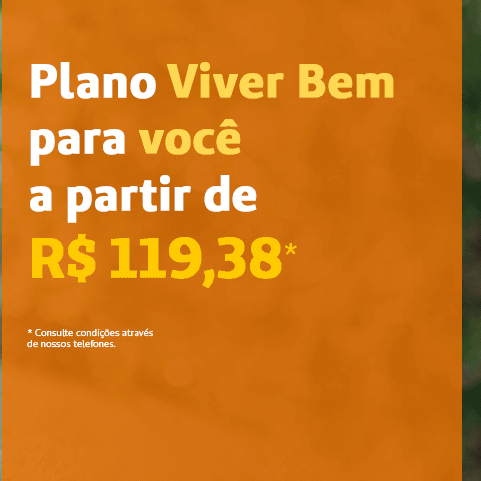 Plano Viver Bem
para você
a partir de
R$ 119,38*
* Consulte condições através
de nossos telefones.